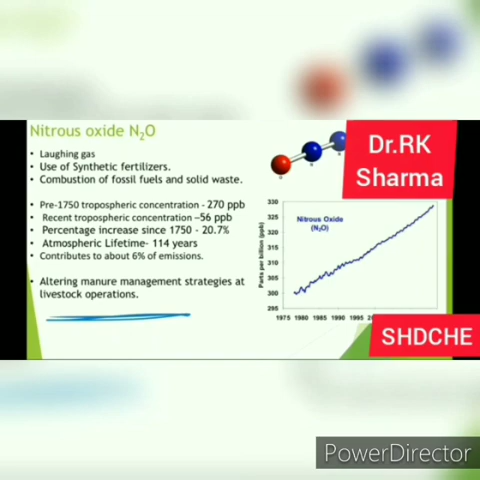 Nitrous oxide N₂O
• Laughing gas
• Use of Synthetic fertilizers.
• Combustion of fossil fuels and solid waste.
• Pre-1750 tropospheric concentration - 270 ppb
• Recent tropospheric concentration –56 ppb
• Percentage increase since 1750 - 20.7%
• Atmospheric Lifetime- 114 years
• Contributes to about 6% of emissions.
• Altering manure management strategies at
livestock operations.
Dr.RK
Sharma
Nitrous Oxide
(N₂O)
Parts per billion (ppb)
330
325
320
315
310
305
300
295
1975 1980 1985 1990 1995
SHDCHE
PowerDirector